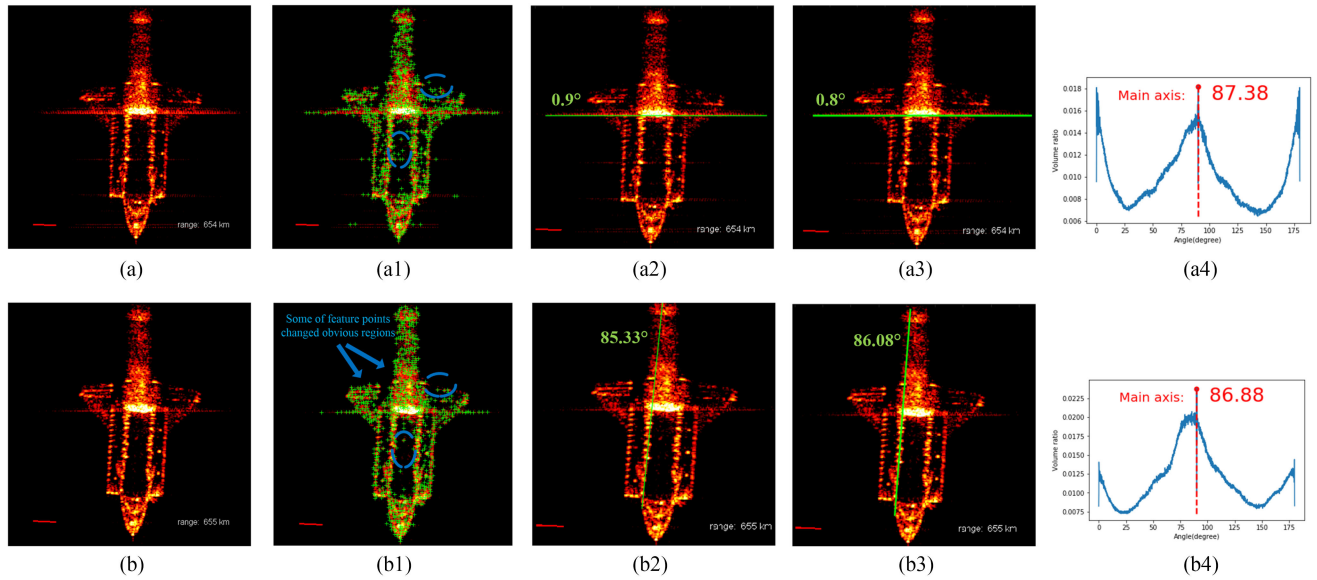 range: 654 km
0.9°
range: 654 km
0.8°
range: 654 km
Main axis: 87.38
0.018
0.016
0.014
0.012
0.010
0.008
0.006
Volume ratio
0 25 50 75 100 125 150 175
Angle(degree)
(a) (a1) (a2) (a3) (a4)
range: 655 km
Some of feature points
changed obvious regions
85.33°
range: 655 km
86.08°
range: 655 km
Main axis: 86.88
0.0225
0.0200
0.0175
0.0150
0.0125
0.0100
0.0075
Volume ratio
0 25 50 75 100 125 150 175
Angle(degree)
(b) (b1) (b2) (b3) (b4)